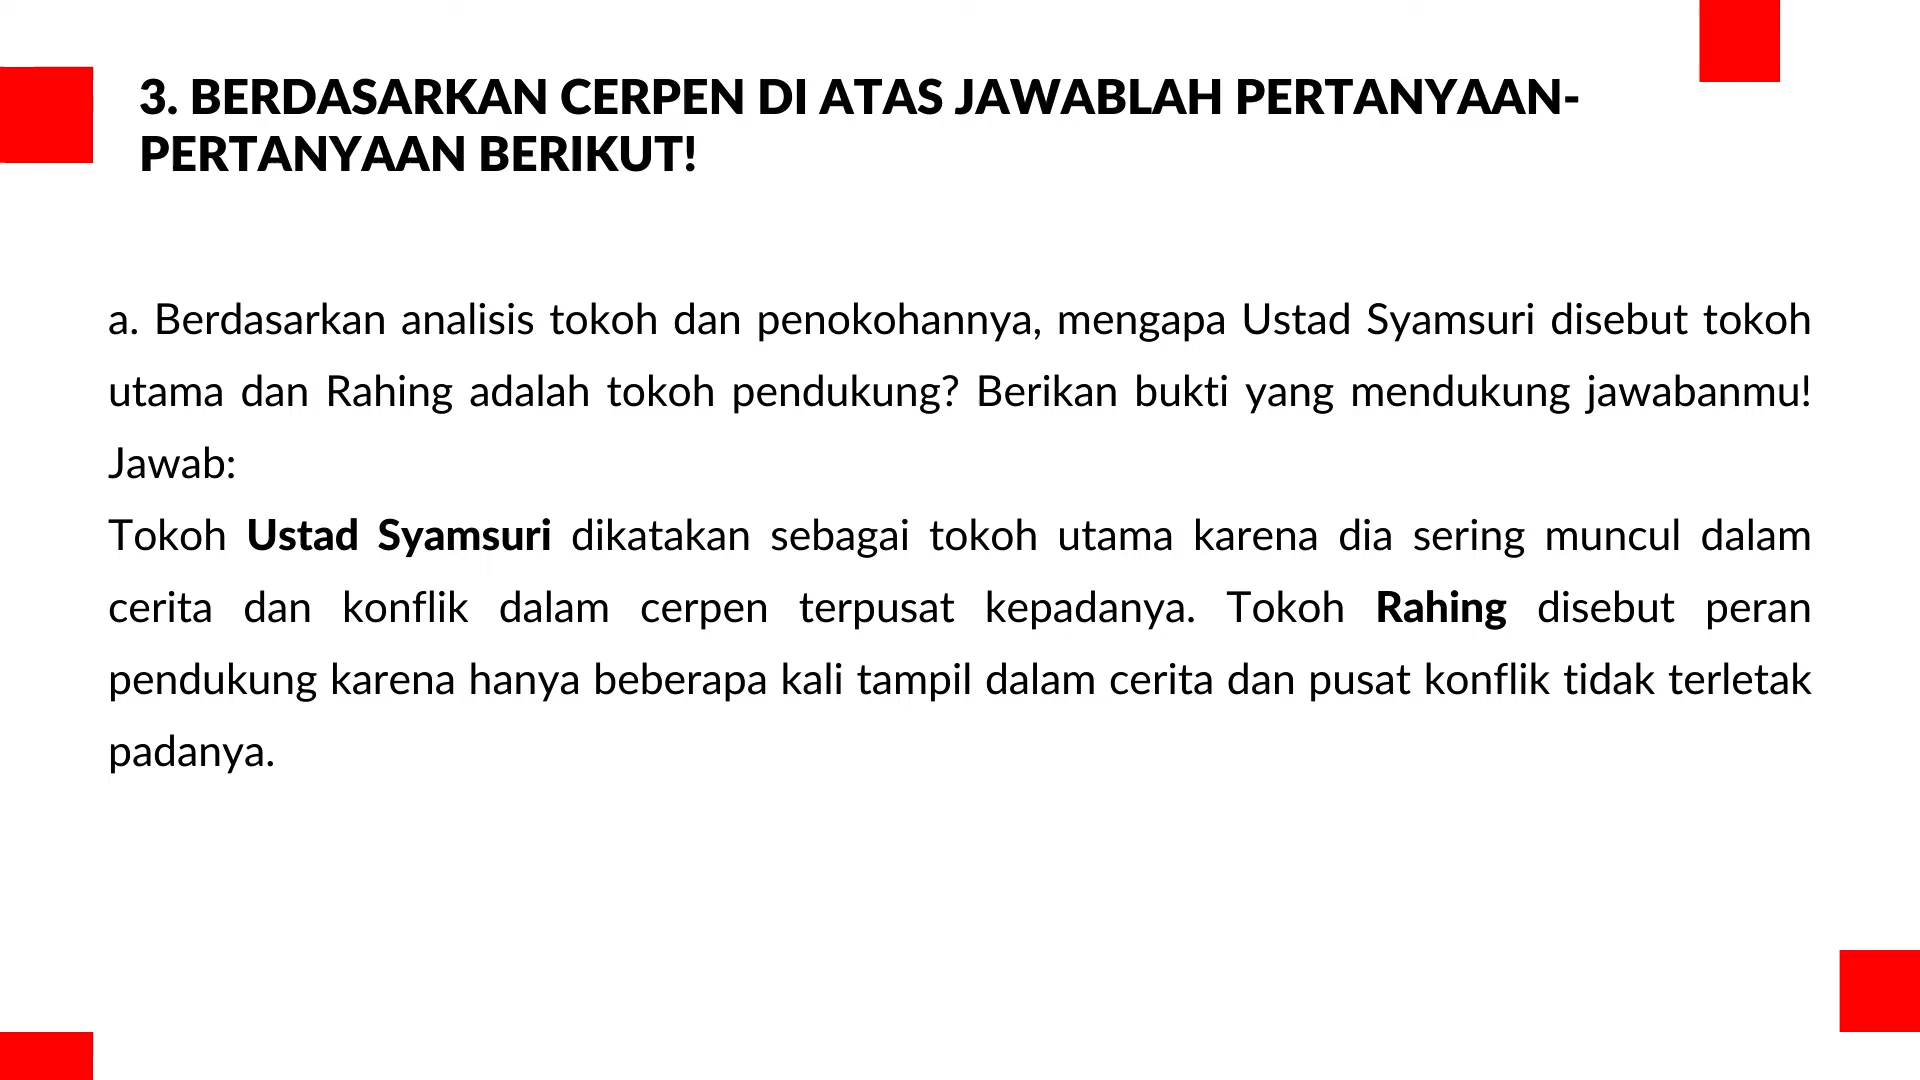 3. BERDASARKAN CERPEN DI ATAS JAWABLAH PERTANYAAN-
PERTANYAAN BERIKUT!
a. Berdasarkan analisis tokoh dan penokohannya, mengapa Ustad Syamsuri disebut tokoh
utama dan Rahing adalah tokoh pendukung? Berikan bukti yang mendukung jawabanmu!
Jawab:
Tokoh Ustad Syamsuri dikatakan sebagai tokoh utama karena dia sering muncul dalam
cerita dan konflik dalam cerpen terpusat kepadanya. Tokoh Rahing disebut peran
pendukung karena hanya beberapa kali tampil dalam cerita dan pusat konflik tidak terletak
padanya.